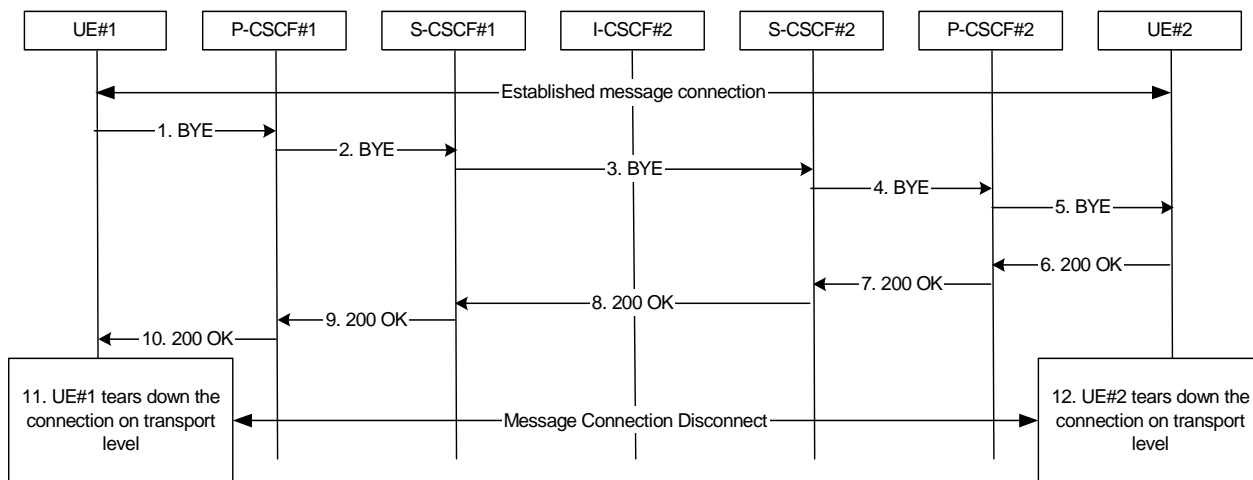 UE#1
P-CSCF#1
S-CSCF#1
I-CSCF#2
S-CSCF#2
P-CSCF#2
UE#2
Established message connection
1. BYE
2. BYE
3. BYE
4. BYE
5. BYE
6. 200 OK
7. 200 OK
8. 200 OK
9. 200 OK
10. 200 OK
11. UE#1 tears down the
connection on transport
level
Message Connection Disconnect
12. UE#2 tears down the
connection on transport
level